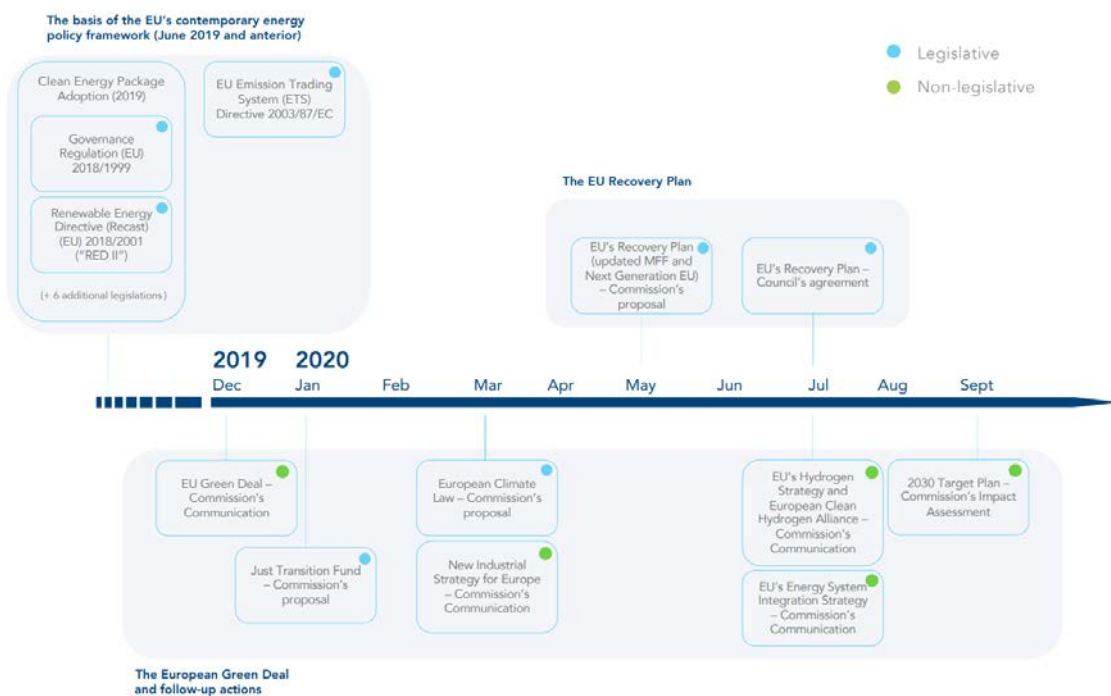 The basis of the EU's contemporary energy
policy framework (June 2019 and anterior)
Clean Energy Package
Adoption (2019)
Governance
Regulation (EU)
2018/1999
Renewable Energy
Directive (Recast)
(EU) 2018/2001
("RED II")
(+ 6 additional legislations)
EU Emission Trading
System (ETS)
Directive 2003/87/EC
Legislative
Non-legislative
The EU Recovery Plan
EU's Recovery Plan
(updated MFF and
Next Generation EU)
– Commission's
proposal
EU's Recovery Plan –
Council's agreement
2019
2020
Dec
Jan
Feb
Mar
Apr
May
Jun
Jul
Aug
Sept
EU Green Deal –
Commission's
Communication
Just Transition Fund
– Commission's
proposal
European Climate
Law – Commission's
proposal
New Industrial
Strategy for Europe
– Commission's
Communication
EU's Hydrogen
Strategy and
European Clean
Hydrogen Alliance –
Commission's
Communication
EU's Energy System
Integration Strategy
– Commission's
Communication
2030 Target Plan –
Commission's Impact
Assessment
The European Green Deal
and follow-up actions